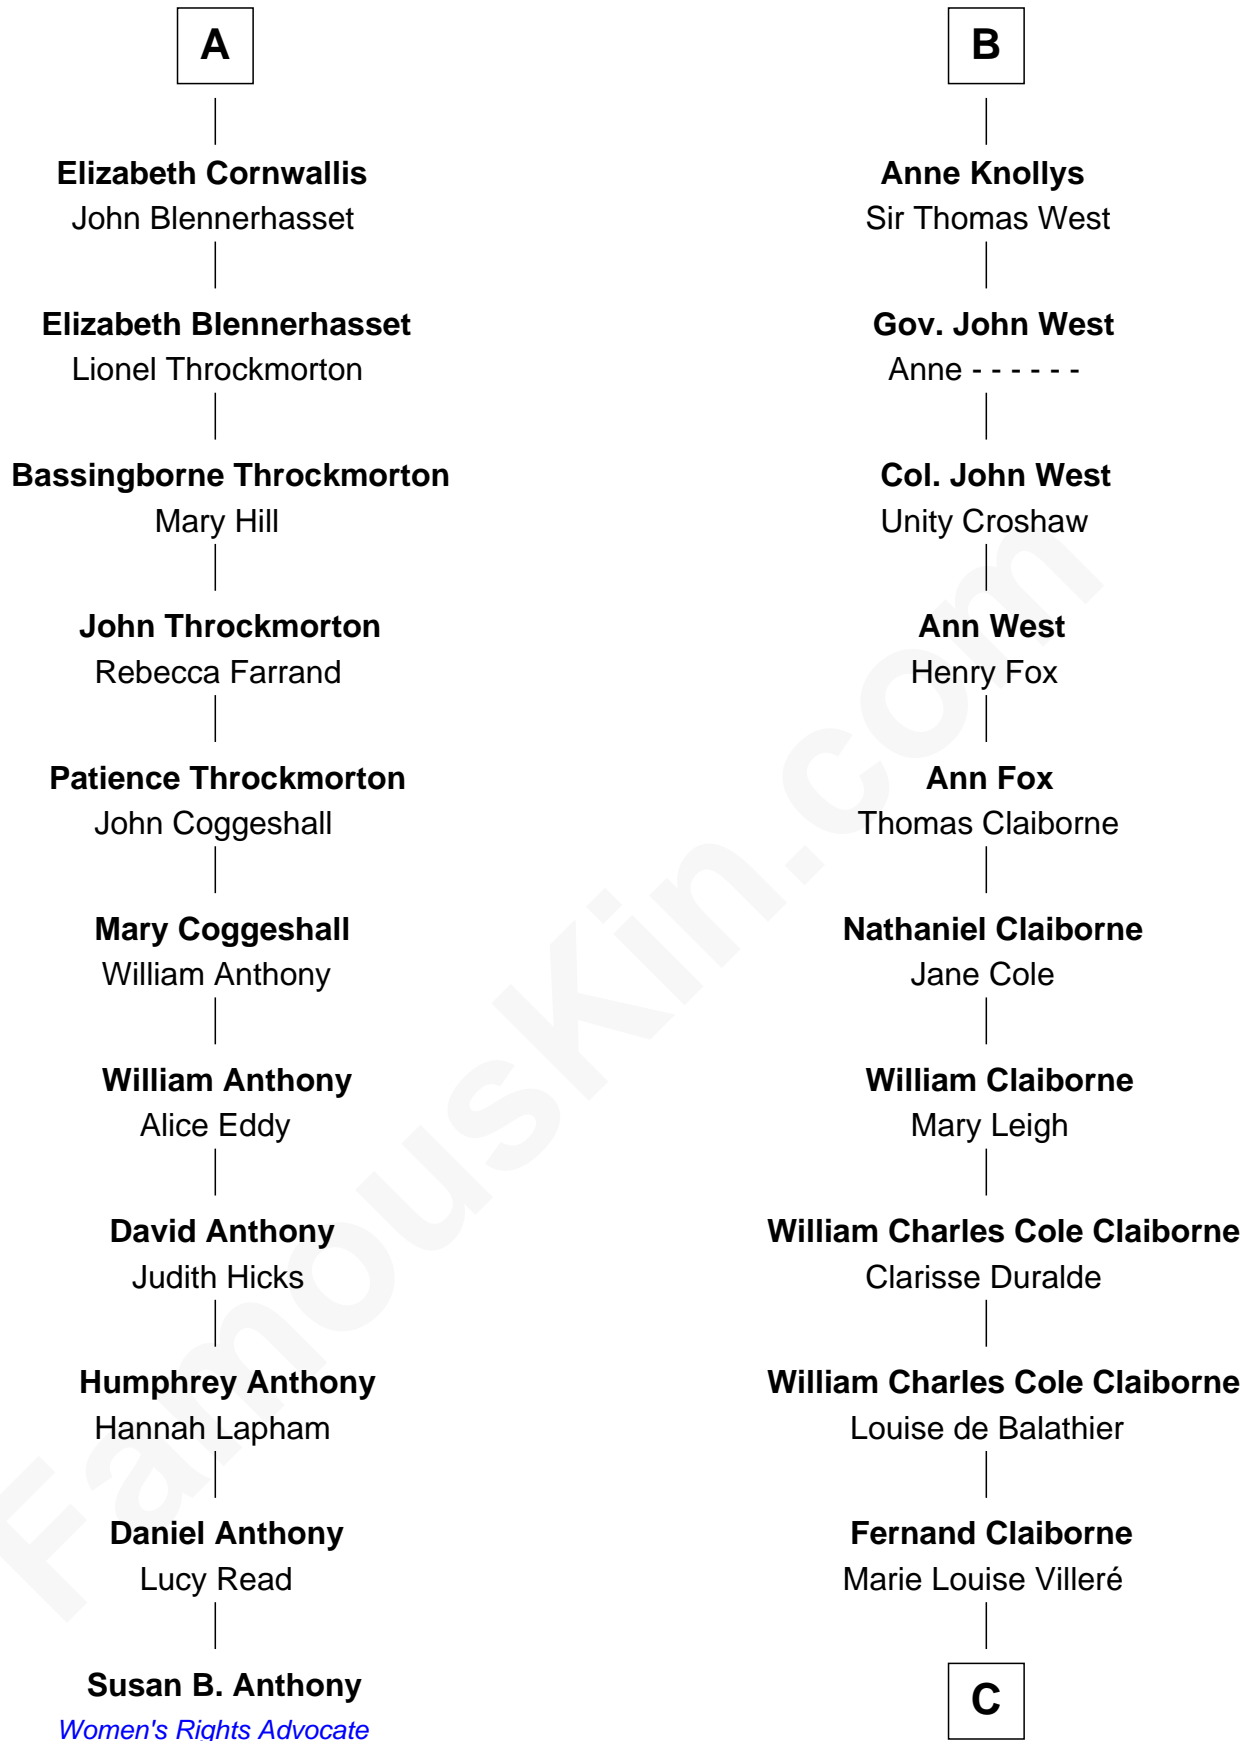 A
Elizabeth Cornwallis
John Blennerhasset
Elizabeth Blennerhasset
Lionel Throckmorton
Bassingborne Throckmorton
Mary Hill
John Throckmorton
Rebecca Farrand
Patience Throckmorton
John Coggeshall
Mary Coggeshall
William Anthony
William Anthony
Alice Eddy
David Anthony
Judith Hicks
Humphrey Anthony
Hannah Lapham
Daniel Anthony
Lucy Read
Susan B. Anthony
Women's Rights Advocate
B
Anne Knollys
Sir Thomas West
Gov. John West
Anne - - - - - -
Col. John West
Unity Croshaw
Ann West
Henry Fox
Ann Fox
Thomas Claiborne
Nathaniel Claiborne
Jane Cole
William Claiborne
Mary Leigh
William Charles Cole Claiborne
Clarisse Duralde
William Charles Cole Claiborne
Louise de Balathier
Fernand Claiborne
Marie Louise Villeré
C
FamousKin.com